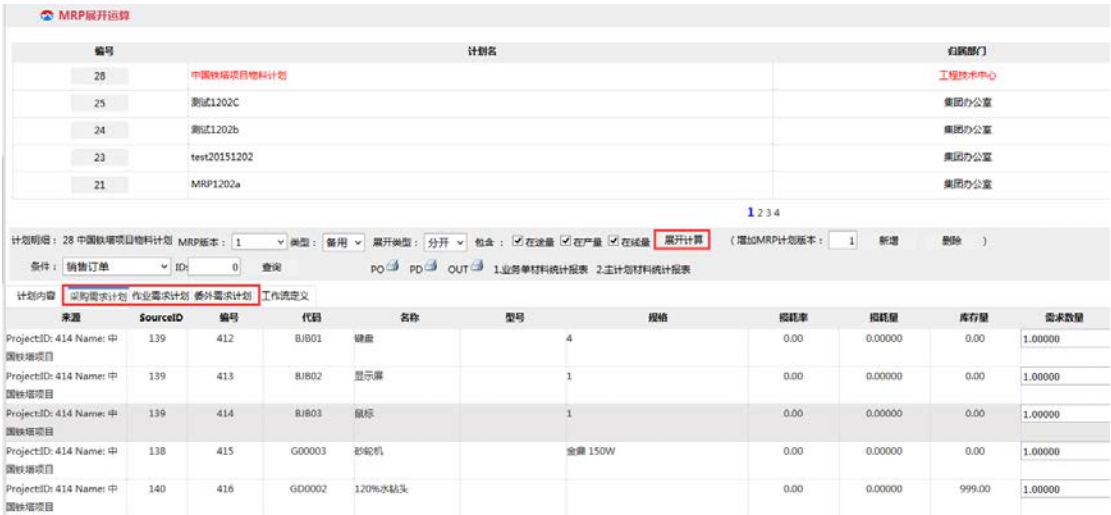 MRP展开运算
编号 计划名 归属部门
28 中国铁塔项目物料计划 工程技术中心
25 测试1202C 集团办公室
24 测试1202b 集团办公室
23 test20151202 集团办公室
21 MRP1202a 集团办公室
1 2 3 4
计划明细：28 中国铁塔项目物料计划 MRP版本：1 类型：备用 展开类型：分开 包含：在途量 在产量 在线量 展开计算 （增加MRP计划版本：1 新增 删除 ）
条件：销售订单 ID: 0 查询 PO PD OUT 1.业务单材料统计报表 2.主计划材料统计报表
计划内容 采购需求计划 作业需求计划 委外需求计划 工作流定义
来源 SourceID 编号 代码 名称 型号 规格 损耗率 损耗量 库存量 需求数量
Project:ID: 414 Name: 中 139 412 BJB01 键盘 4 0.00 0.00000 0.00 1.00000
国铁塔项目
Project:ID: 414 Name: 中 139 413 BJB02 显示屏 1 0.00 0.00000 0.00 1.00000
国铁塔项目
Project:ID: 414 Name: 中 139 414 BJB03 鼠标 1 0.00 0.00000 0.00 1.00000
国铁塔项目
Project:ID: 414 Name: 中 138 415 G00003 砂轮机 金鼎 150W 0.00 0.00000 0.00 1.00000
国铁塔项目
Project:ID: 414 Name: 中 140 416 GD0002 120%水钻头 0.00 0.00000 999.00 1.00000
国铁塔项目